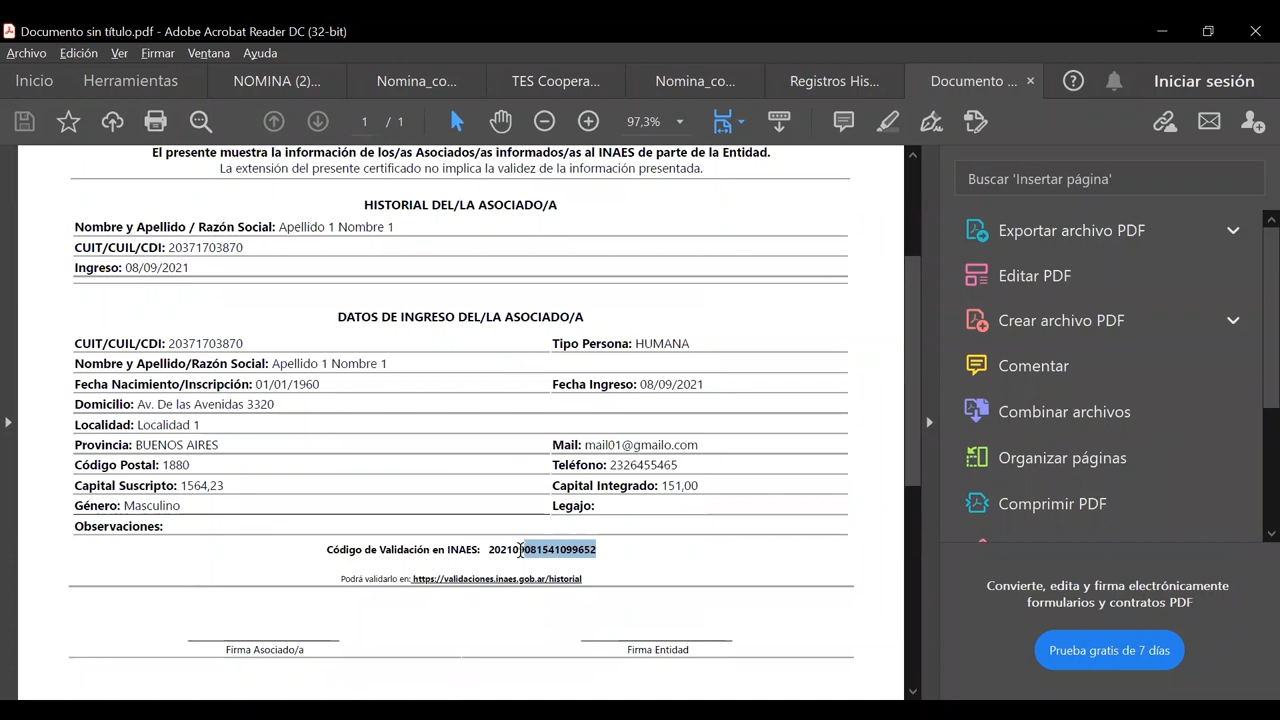 Documento sin título.pdf - Adobe Acrobat Reader DC (32-bit)
Archivo Edición Ver Firmar Ventana Ayuda
Inicio Herramientas NOMINA (2)... Nomina_co... TES Coopera... Nomina_co... Registros His... Documento ... × Iniciar sesión
1 / 1 97,3%
El presente muestra la información de los/as Asociados/as informados/as al INAES de parte de la Entidad.
La extensión del presente certificado no implica la validez de la información presentada.
HISTORIAL DEL/LA ASOCIADO/A
Nombre y Apellido / Razón Social: Apellido 1 Nombre 1
CUIT/CUIL/CDI: 20371703870
Ingreso: 08/09/2021
DATOS DE INGRESO DEL/LA ASOCIADO/A
CUIT/CUIL/CDI: 20371703870 Tipo Persona: HUMANA
Nombre y Apellido/Razón Social: Apellido 1 Nombre 1
Fecha Nacimiento/Inscripción: 01/01/1960 Fecha Ingreso: 08/09/2021
Domicilio: Av. De las Avenidas 3320
Localidad: Localidad 1
Provincia: BUENOS AIRES Mail: mail01@gmailo.com
Código Postal: 1880 Teléfono: 2326455465
Capital Suscripto: 1564,23 Capital Integrado: 151,00
Género: Masculino Legajo:
Observaciones:
Código de Validación en INAES:
Podrá validarlo en: https://validaciones.inaes.gob.ar/historial
Firma Asociado/a Firma Entidad
Buscar 'Insertar página'
Exportar archivo PDF
Editar PDF
Crear archivo PDF
Comentar
Combinar archivos
Organizar páginas
Comprimir PDF
Convierte, edita y firma electrónicamente
formularios y contratos PDF
Prueba gratis de 7 días